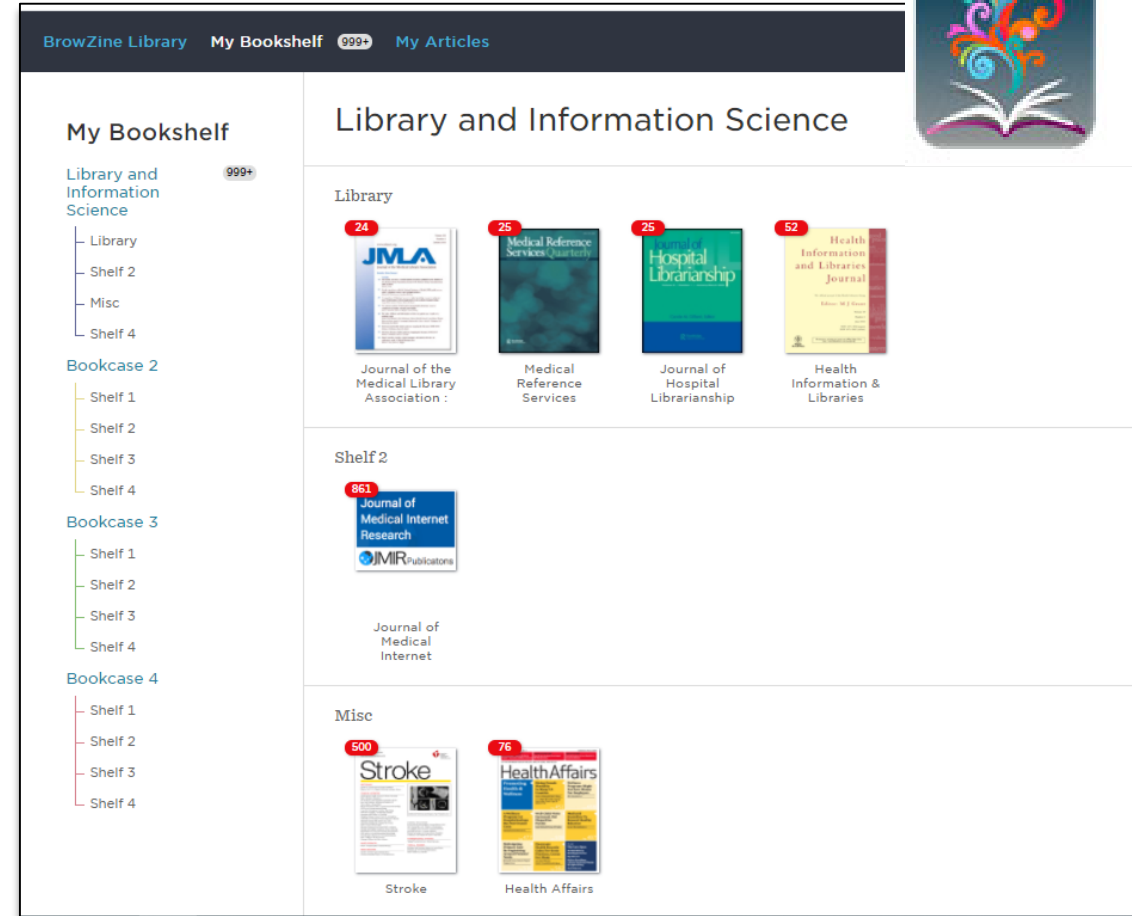 BrowZine Library My Bookshelf 999+ My Articles
My Bookshelf
Library and 999+
Information
Science
Library
Shelf 2
Misc
Shelf 4
Bookcase 2
Shelf 1
Shelf 2
Shelf 3
Shelf 4
Bookcase 3
Shelf 1
Shelf 2
Shelf 3
Shelf 4
Bookcase 4
Shelf 1
Shelf 2
Shelf 3
Shelf 4
Library and Information Science
Library
24
JMLA
Journal of the
Medical Library
Association :
25
Medical Reference
Services Quarterly
Medical
Reference
Services
25
Journal of
Hospital
Librarianship
Journal of
Hospital
Librarianship
52
Health
Information
and Libraries
Journal
Health
Information &
Libraries
Shelf 2
861
Journal of
Medical Internet
Research
JMIR Publicatons
Journal of
Medical
Internet
Misc
500
Stroke
Stroke
76
HealthAffairs
Health Affairs